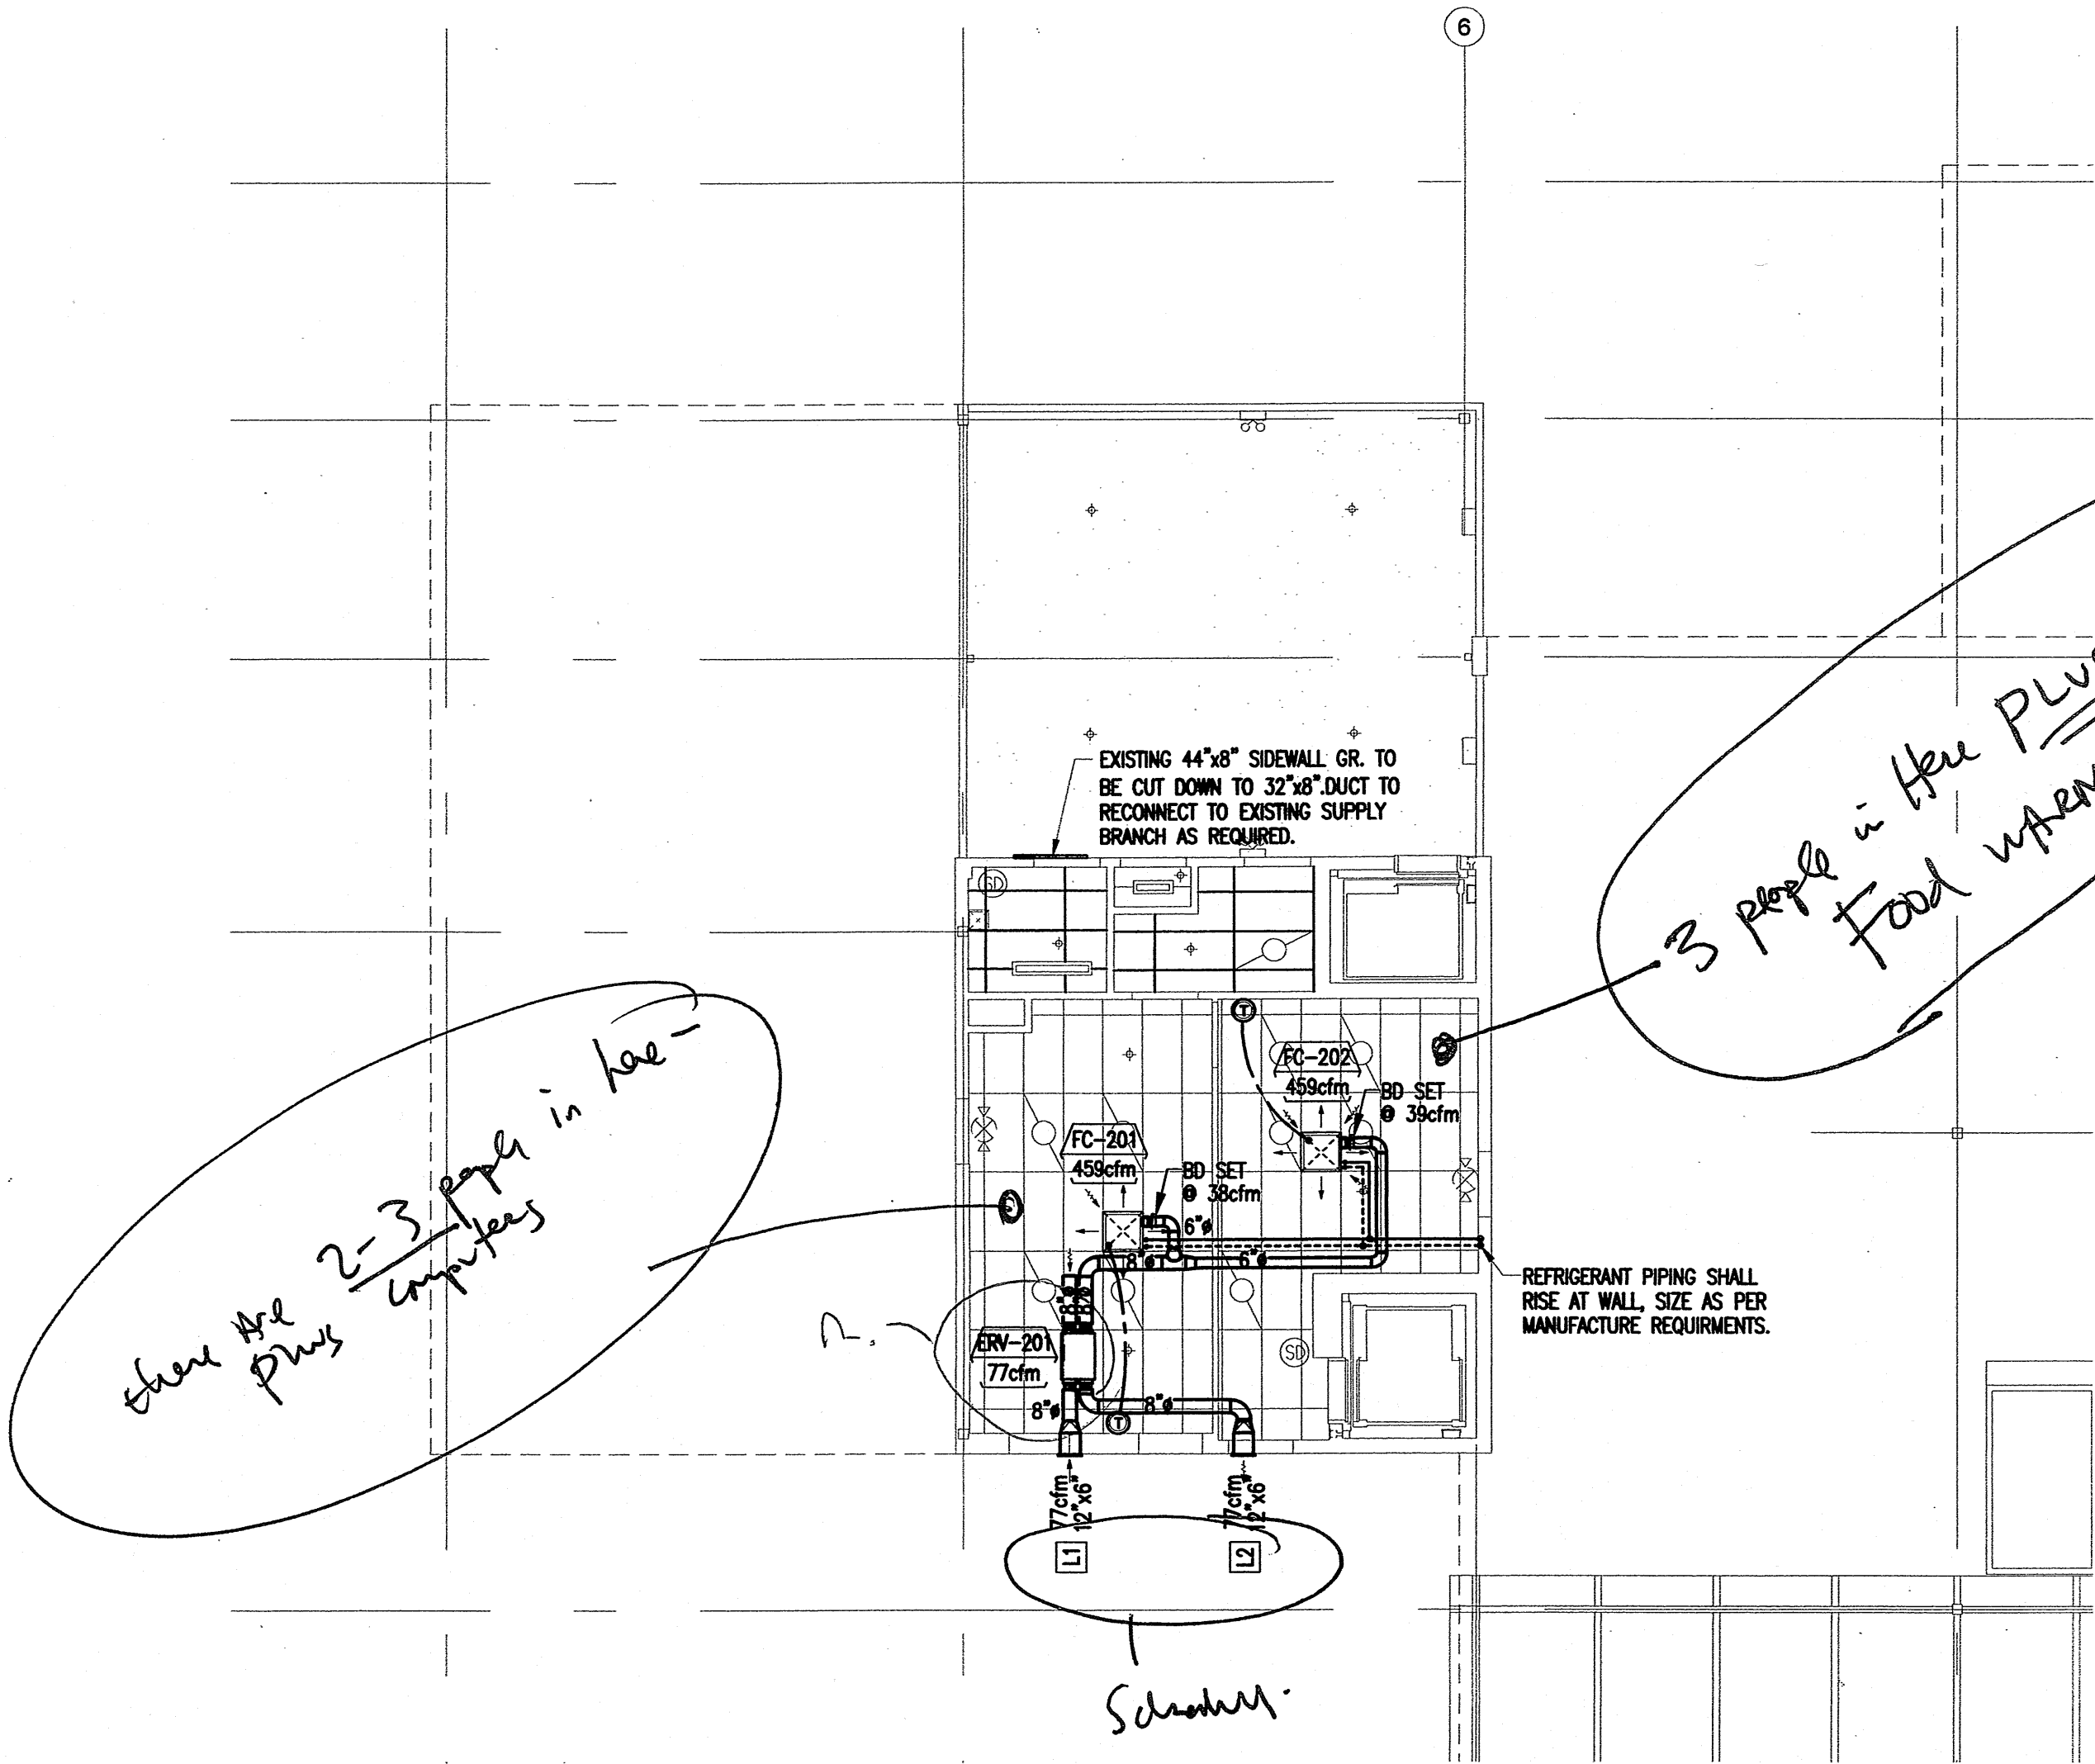 6
EXISTING 44"x8" SIDEWALL GR. TO
BE CUT DOWN TO 32"x8".DUCT TO
RECONNECT TO EXISTING SUPPLY
BRANCH AS REQUIRED.
3 people in Here PLUS
Food WARM
SD
there are 2-3 people in here -
plus computers
T
FC-202
459cfm
BD SET
@ 39cfm
FC-201
459cfm
BD SET
@ 38cfm
6"ø
8"ø
6"ø
REFRIGERANT PIPING SHALL
RISE AT WALL, SIZE AS PER
MANUFACTURE REQUIRMENTS.
8"ø
8"ø
ERV-201
77cfm
SD
8"ø
8"ø
T
77cfm
12"x6"
77cfm
12"x6"
L1
L2